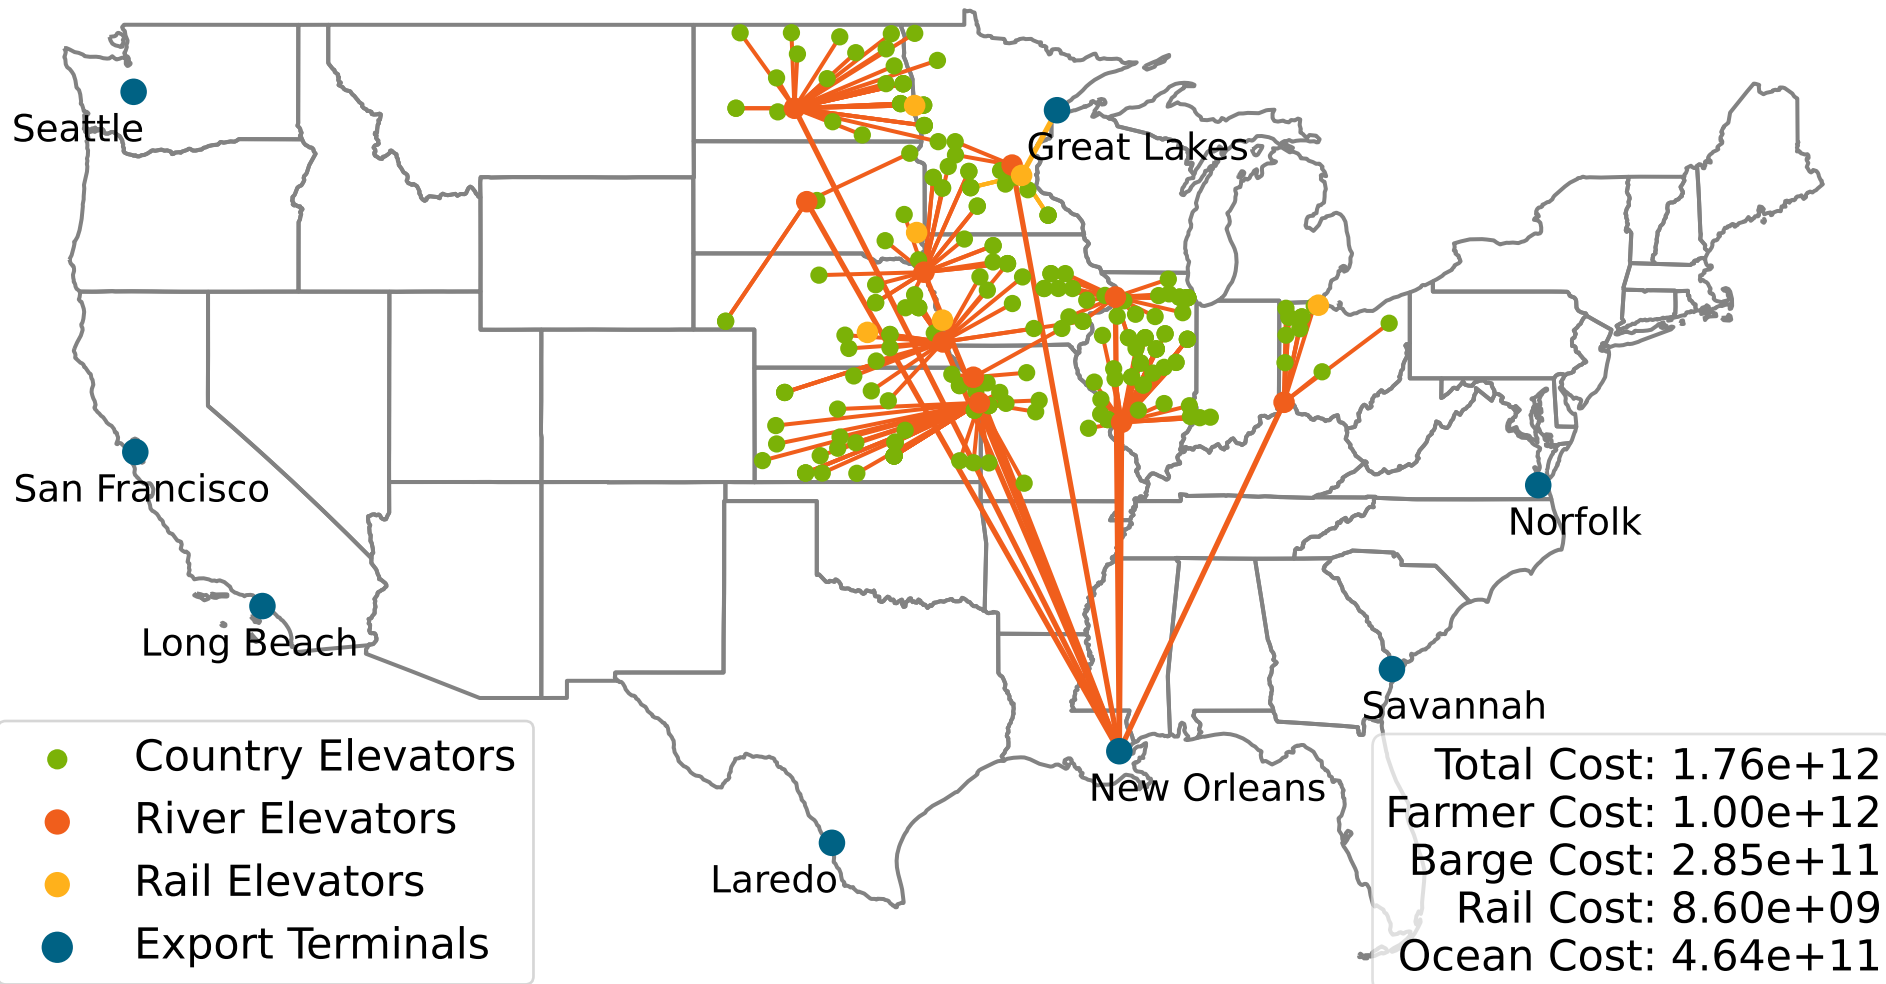 Seattle
Great Lakes
San Francisco
Norfolk
Long Beach
Savannah
New Orleans
Laredo
Country Elevators
River Elevators
Rail Elevators
Export Terminals
Total Cost: 1.76e+12
Farmer Cost: 1.00e+12
Barge Cost: 2.85e+11
Rail Cost: 8.60e+09
Ocean Cost: 4.64e+11